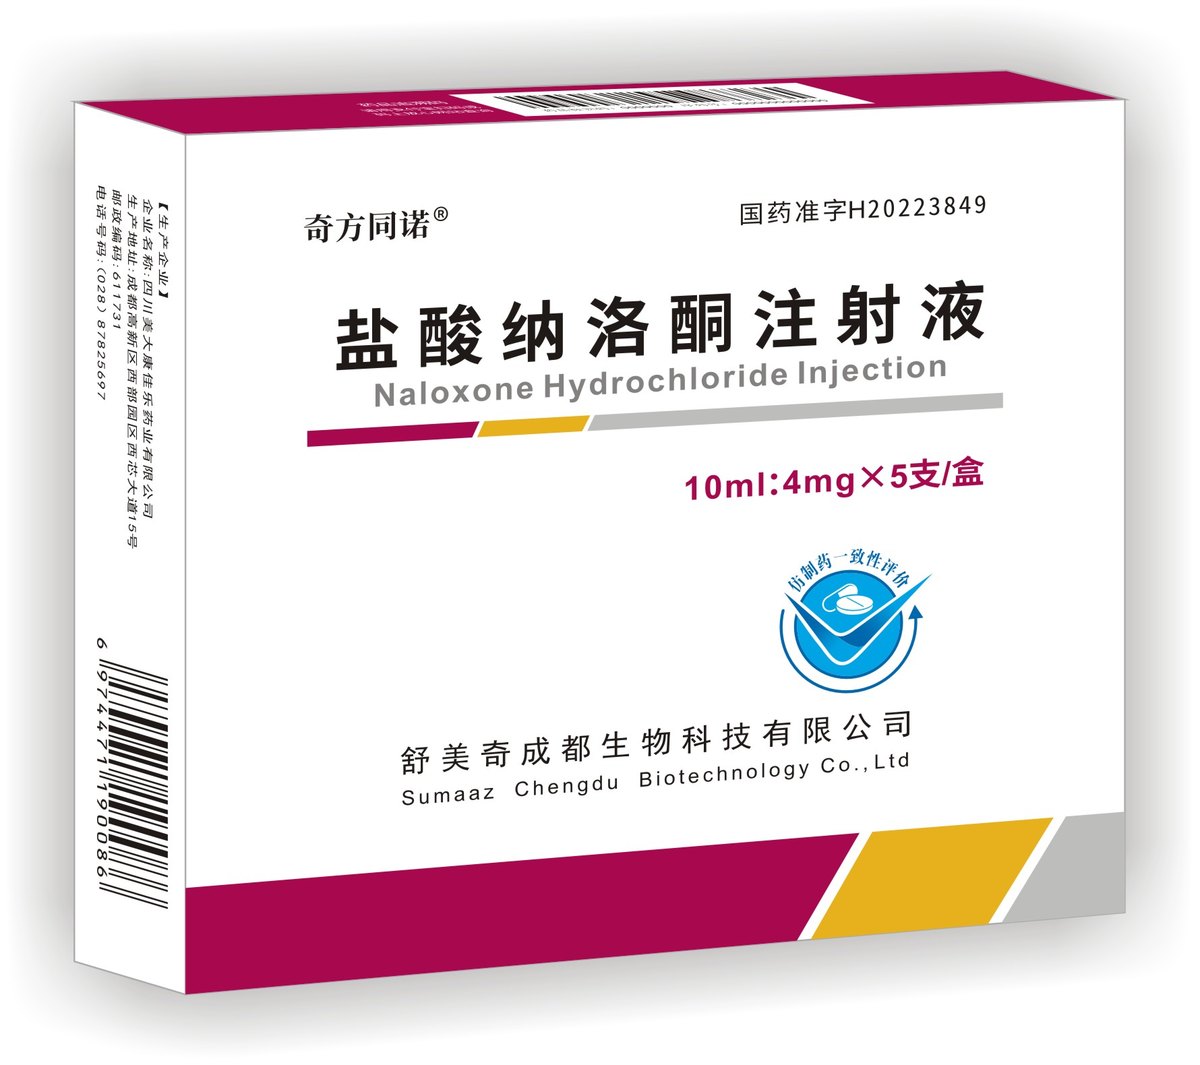 奇方同诺®
国药准字H20223849
盐酸纳洛酮注射液
Naloxone Hydrochloride Injection
10ml:4mg×5支/盒
仿制药一致性评价
舒美奇成都生物科技有限公司
Sumaaz Chengdu Biotechnology Co.,Ltd
【生产企业】
企业名称:四川美大康佳乐药业有限公司
生产地址:成都高新区西部园区西芯大道15号
邮政编码:611731
电话号码:(028)87825697
6 974471 190086